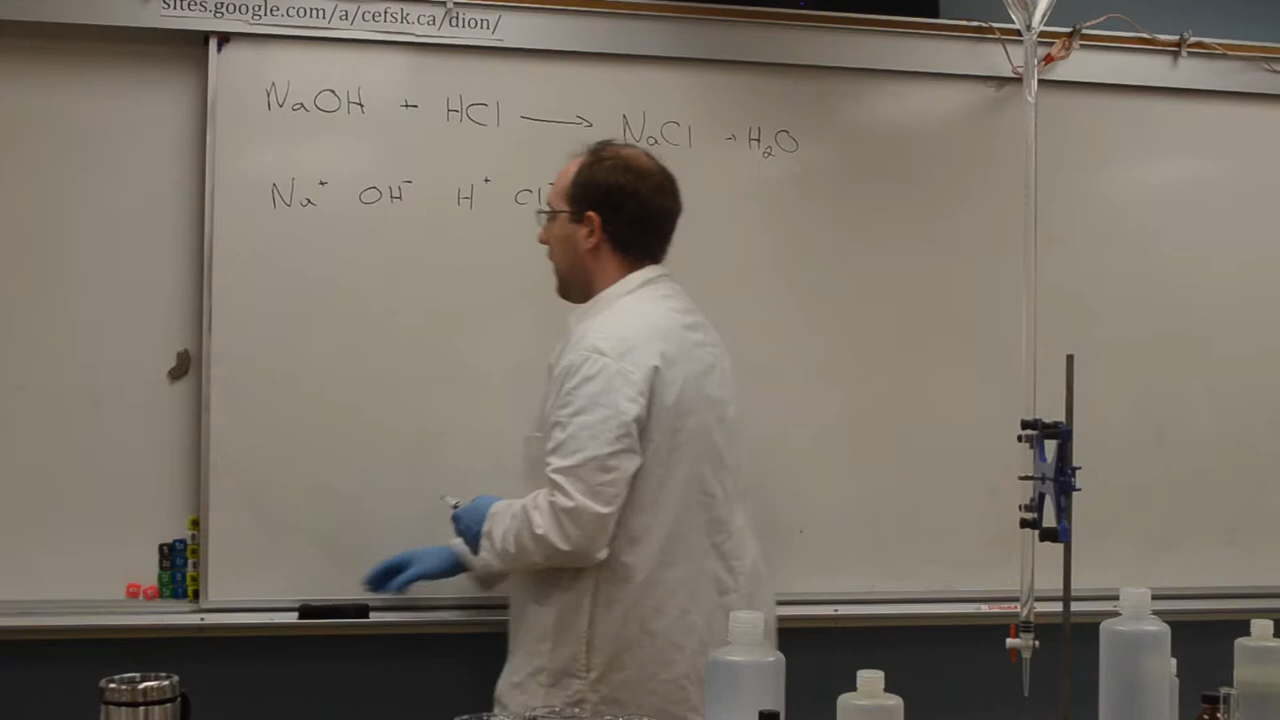 sites.google.com/a/cefsk.ca/dion/
NaOH + HCl → NaCl + H₂O
Na⁺ OH⁻ H⁺ Cl⁻